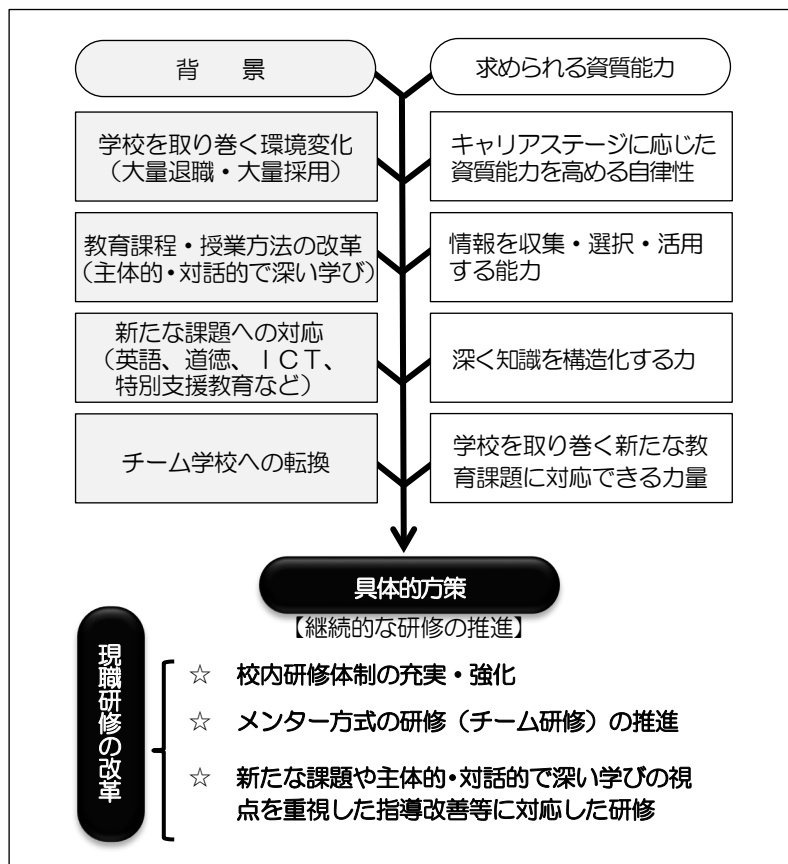 背　景
求められる資質能力
学校を取り巻く環境変化
（大量退職・大量採用）
キャリアステージに応じた
資質能力を高める自律性
教育課程・授業方法の改革
（主体的・対話的で深い学び）
情報を収集・選択・活用
する能力
新たな課題への対応
（英語、道徳、ＩＣＴ、
特別支援教育など）
深く知識を構造化する力
チーム学校への転換
学校を取り巻く新たな教
育課題に対応できる力量
具体的方策
【継続的な研修の推進】
現職研修の改革
☆　校内研修体制の充実・強化
☆　メンター方式の研修（チーム研修）の推進
☆　新たな課題や主体的・対話的で深い学びの視
点を重視した指導改善等に対応した研修